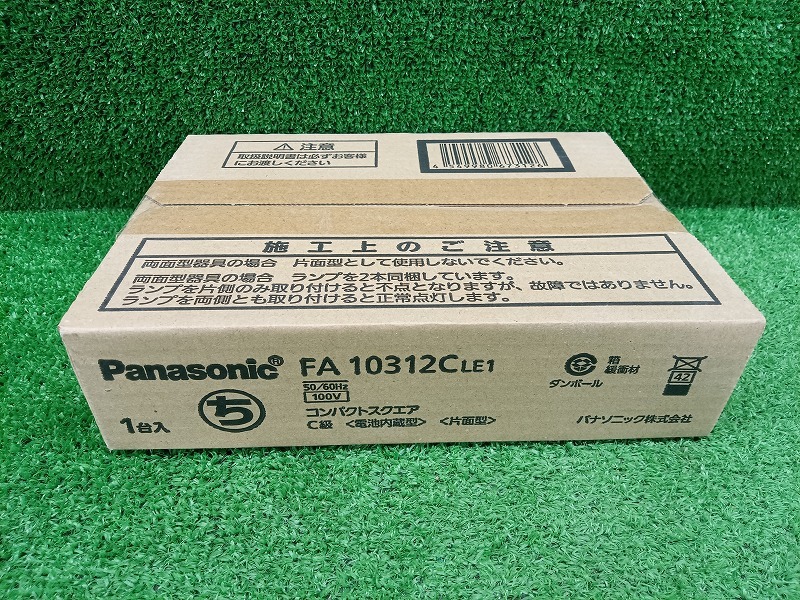 ⚠ 注意
取扱説明書は必ずお客様
にお渡しください
施工上のご注意
両面型器具の場合 片面型として使用しないでください。
両面型器具の場合 ランプを2本同梱しています。
ランプを片側のみ取り付けると不点となりますが、故障ではありません。
ランプを両側とも取り付けると正常点灯します。
Panasonic FA 10312C LE1
50/60Hz
100V
ち
1台入
コンパクトスクエア
C級 <電池内蔵型> <片面型>
ダンボール
箱
緩衝材
42
パナソニック株式会社